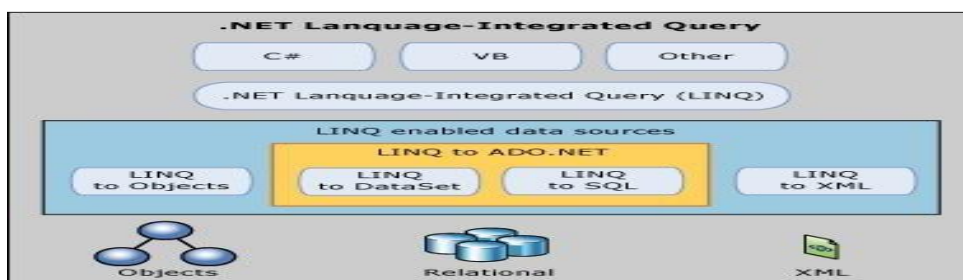 .NET Lanquage-Integrated Query
C# VB Other
.NET Lanquage-Integrated Query (LINQ)
LINQ enabled data sources
LINQ to ADO.NET
LINQ to Objects
LINQ to DataSet
LINQ to SQL
LINQ to XML
Objects Relational XML